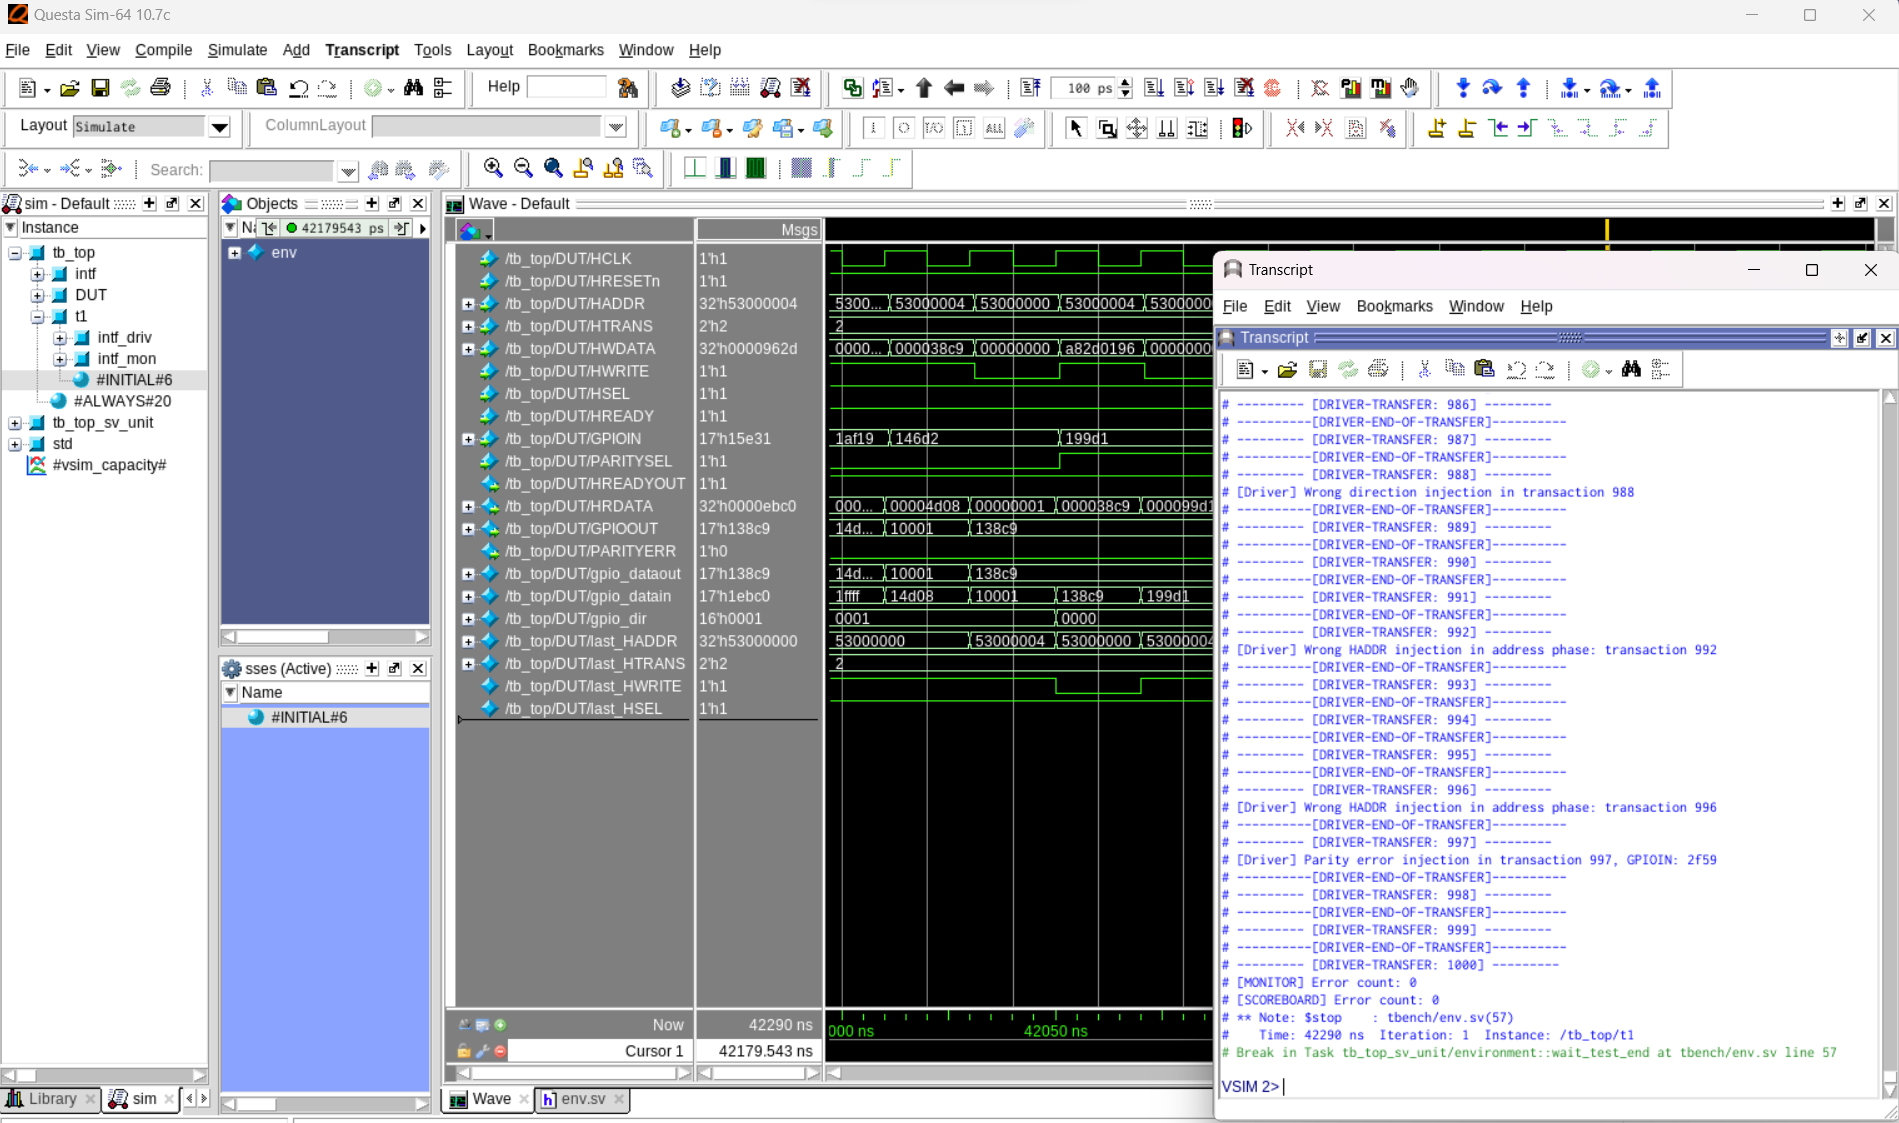 Questa Sim-64 10.7c
File Edit View Compile Simulate Add Transcript Tools Layout Bookmarks Window Help
Help
100 ps
Layout Simulate
ColumnLayout
Search:
sim - Default
Instance
tb_top
intf
DUT
t1
intf_driv
intf_mon
#INITIAL#6
#ALWAYS#20
tb_top_sv_unit
std
#vsim_capacity#
Library
sim
Objects
42179543 ps
env
sses (Active)
Name
#INITIAL#6
Wave - Default
Msgs
/tb_top/DUT/HCLK 1'h1
/tb_top/DUT/HRESETn 1'h1
/tb_top/DUT/HADDR 32'h53000004 5300... 53000004 53000000 53000004 53000000
/tb_top/DUT/HTRANS 2'h2 2
/tb_top/DUT/HWDATA 32'h0000962d 0000... 000038c9 00000000 a82d0196 0000000
/tb_top/DUT/HWRITE 1'h1
/tb_top/DUT/HSEL 1'h1
/tb_top/DUT/HREADY 1'h1
/tb_top/DUT/GPIOIN 17'h15e31 1af19 146d2 199d1
/tb_top/DUT/PARITYSEL 1'h1
/tb_top/DUT/HREADYOUT 1'h1
/tb_top/DUT/HRDATA 32'h0000ebc0 000... 00004d08 00000001 000038c9 000099d1
/tb_top/DUT/GPIOOUT 17'h138c9 14d... 10001 138c9
/tb_top/DUT/PARITYERR 1'h0
/tb_top/DUT/gpio_dataout 17'h138c9 14d... 10001 138c9
/tb_top/DUT/gpio_datain 17'h1ebc0 1ffff 14d08 10001 138c9 199d1
/tb_top/DUT/gpio_dir 16'h0001 0001 0000
/tb_top/DUT/last_HADDR 32'h53000000 53000000 53000004 53000000 53000004
/tb_top/DUT/last_HTRANS 2'h2 2
/tb_top/DUT/last_HWRITE 1'h1
/tb_top/DUT/last_HSEL 1'h1
Now 42290 ns 000 ns 42050 ns
Cursor 1 42179.543 ns
Wave
env.sv
Transcript
File Edit View Bookmarks Window Help
Transcript
# --------- [DRIVER-TRANSFER: 986] ---------
# ----------[DRIVER-END-OF-TRANSFER]----------
# --------- [DRIVER-TRANSFER: 987] ---------
# ----------[DRIVER-END-OF-TRANSFER]----------
# --------- [DRIVER-TRANSFER: 988] ---------
# [Driver] Wrong direction injection in transaction 988
# ----------[DRIVER-END-OF-TRANSFER]----------
# --------- [DRIVER-TRANSFER: 989] ---------
# ----------[DRIVER-END-OF-TRANSFER]----------
# --------- [DRIVER-TRANSFER: 990] ---------
# ----------[DRIVER-END-OF-TRANSFER]----------
# --------- [DRIVER-TRANSFER: 991] ---------
# ----------[DRIVER-END-OF-TRANSFER]----------
# --------- [DRIVER-TRANSFER: 992] ---------
# [Driver] Wrong HADDR injection in address phase: transaction 992
# ----------[DRIVER-END-OF-TRANSFER]----------
# --------- [DRIVER-TRANSFER: 993] ---------
# ----------[DRIVER-END-OF-TRANSFER]----------
# --------- [DRIVER-TRANSFER: 994] ---------
# ----------[DRIVER-END-OF-TRANSFER]----------
# --------- [DRIVER-TRANSFER: 995] ---------
# ----------[DRIVER-END-OF-TRANSFER]----------
# --------- [DRIVER-TRANSFER: 996] ---------
# [Driver] Wrong HADDR injection in address phase: transaction 996
# ----------[DRIVER-END-OF-TRANSFER]----------
# --------- [DRIVER-TRANSFER: 997] ---------
# [Driver] Parity error injection in transaction 997, GPIOIN: 2f59
# ----------[DRIVER-END-OF-TRANSFER]----------
# --------- [DRIVER-TRANSFER: 998] ---------
# ----------[DRIVER-END-OF-TRANSFER]----------
# --------- [DRIVER-TRANSFER: 999] ---------
# ----------[DRIVER-END-OF-TRANSFER]----------
# --------- [DRIVER-TRANSFER: 1000] ---------
# [MONITOR] Error count: 0
# [SCOREBOARD] Error count: 0
# ** Note: $stop : tbench/env.sv(57)
# Time: 42290 ns Iteration: 1 Instance: /tb_top/t1
# Break in Task tb_top_sv_unit/environment::wait_test_end at tbench/env.sv line 57
VSIM 2>